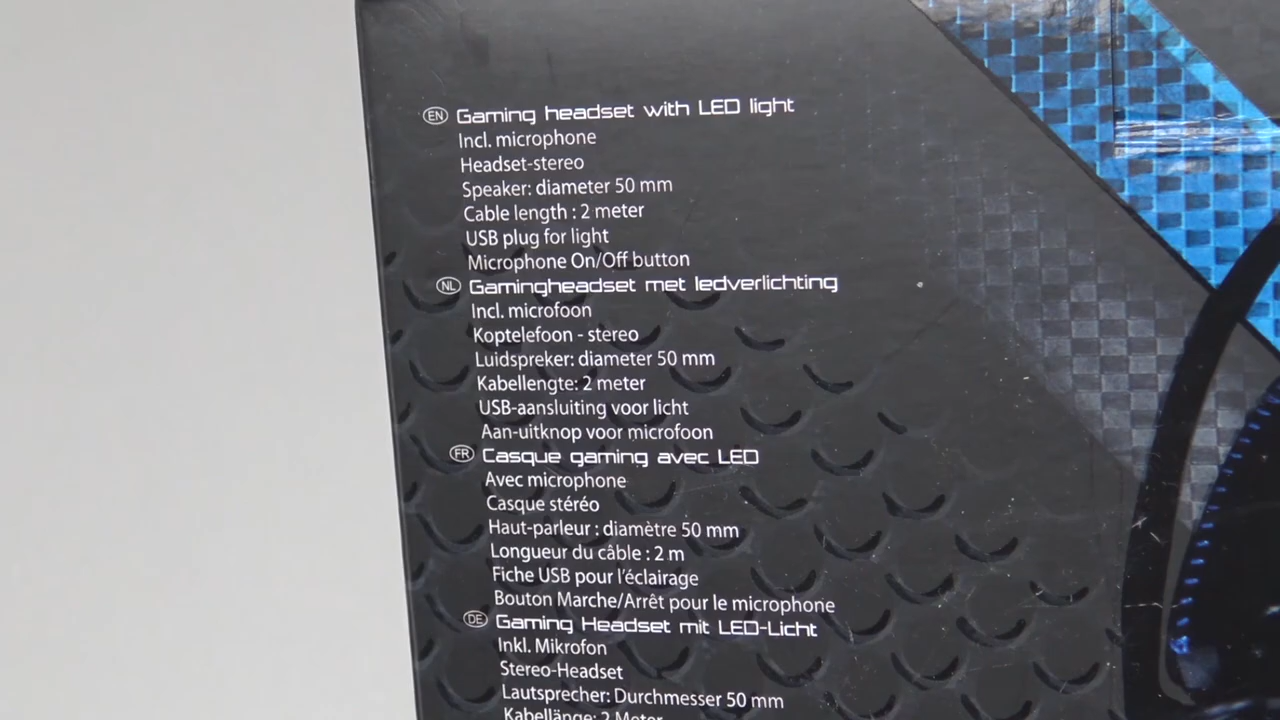 EN Gaming headset with LED light
Incl. microphone
Headset-stereo
Speaker: diameter 50 mm
Cable length : 2 meter
USB plug for light
Microphone On/Off button
NL Gamingheadset met ledverlichting
Incl. microfoon
Koptelefoon - stereo
Luidspreker: diameter 50 mm
Kabellengte: 2 meter
USB-aansluiting voor licht
Aan-uitknop voor microfoon
FR Casque gaming avec LED
Avec microphone
Casque stéréo
Haut-parleur : diamètre 50 mm
Longueur du câble : 2 m
Fiche USB pour l'éclairage
Bouton Marche/Arrêt pour le microphone
DE Gaming Headset mit LED-Licht
Inkl. Mikrofon
Stereo-Headset
Lautsprecher: Durchmesser 50 mm
Kabellänge: 2 Meter